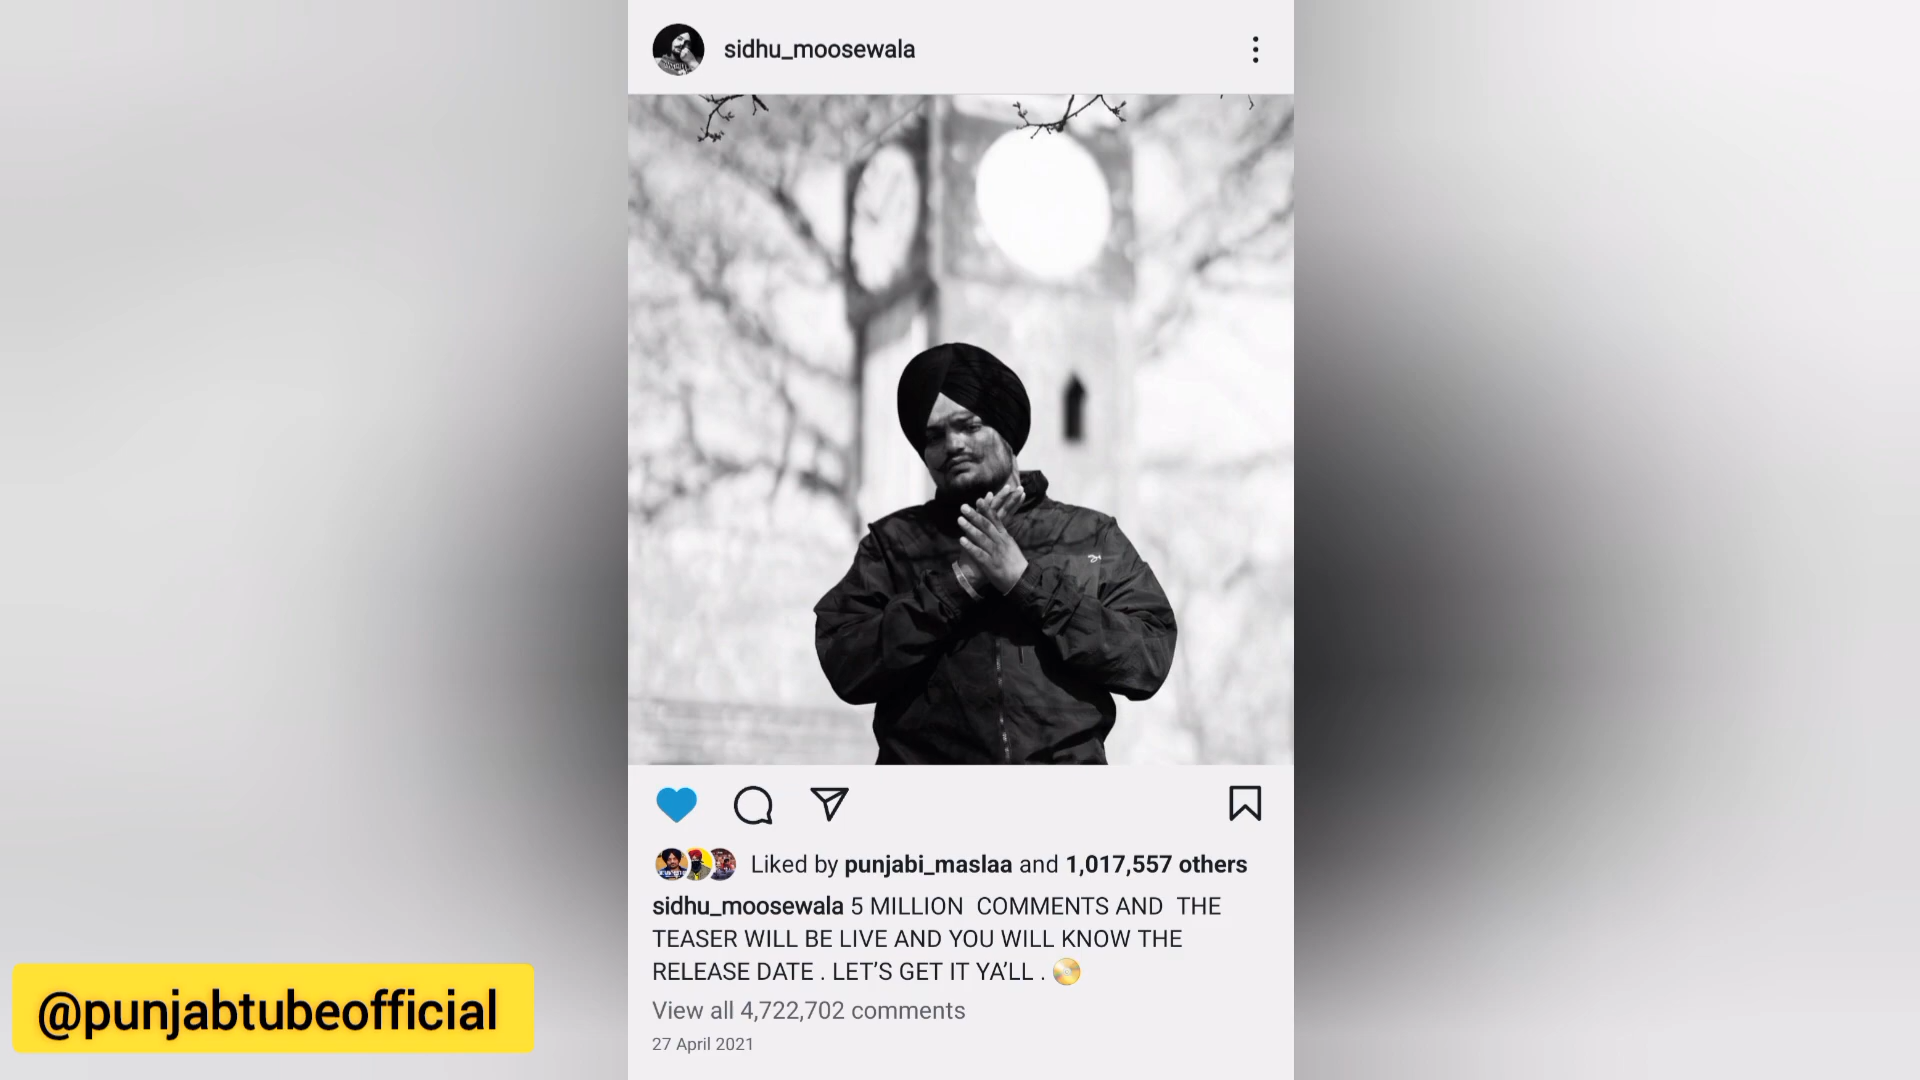 sidhu_moosewala
Liked by punjabi_maslaa and 1,017,557 others
sidhu_moosewala 5 MILLION COMMENTS AND THE
TEASER WILL BE LIVE AND YOU WILL KNOW THE
RELEASE DATE . LET’S GET IT YA’LL .
View all 4,722,702 comments
27 April 2021
@punjabtubeofficial